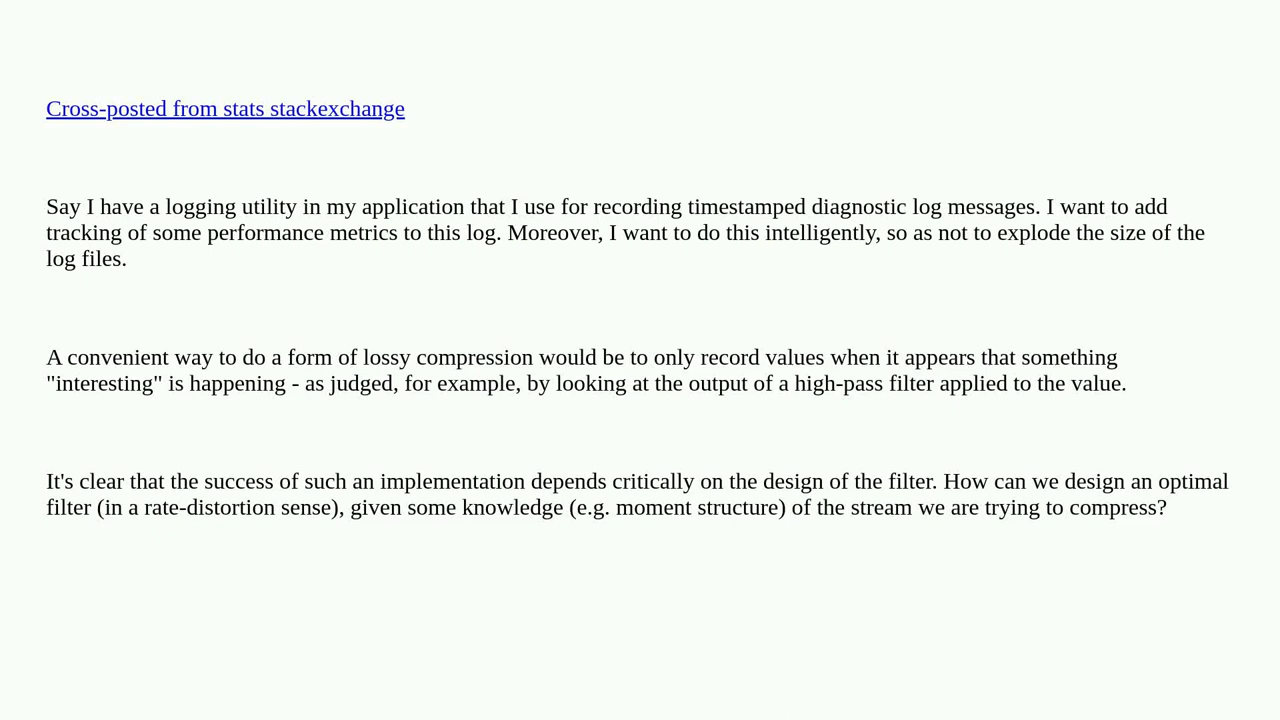 Cross-posted from stats stackexchange
Say I have a logging utility in my application that I use for recording timestamped diagnostic log messages. I want to add
tracking of some performance metrics to this log. Moreover, I want to do this intelligently, so as not to explode the size of the
log files.
A convenient way to do a form of lossy compression would be to only record values when it appears that something
"interesting" is happening - as judged, for example, by looking at the output of a high-pass filter applied to the value.
It's clear that the success of such an implementation depends critically on the design of the filter. How can we design an optimal
filter (in a rate-distortion sense), given some knowledge (e.g. moment structure) of the stream we are trying to compress?